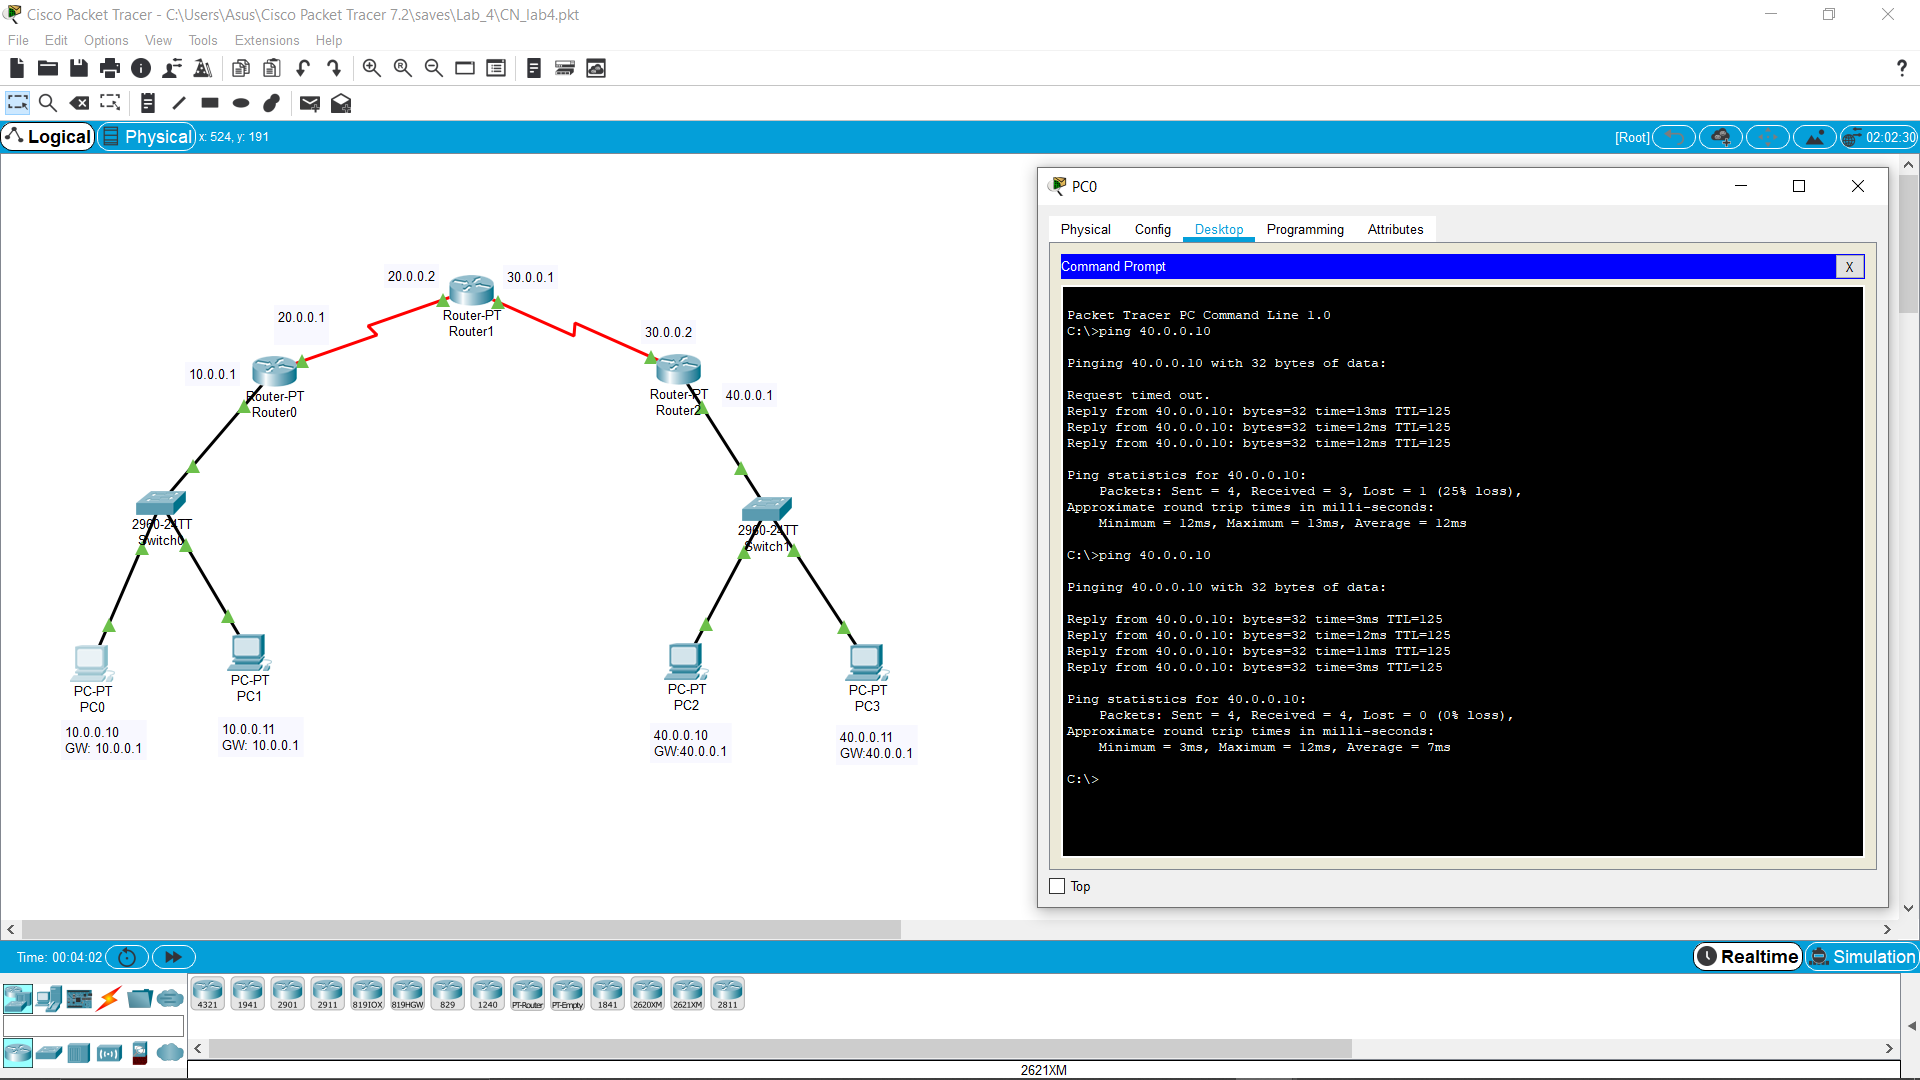 Cisco Packet Tracer - C:\Users\Asus\Cisco Packet Tracer 7.2\saves\Lab_4\CN_lab4.pkt
File Edit Options View Tools Extensions Help
?
Logical Physical x: 524, y: 191 [Root] 02:02:30
PC0
Physical Config Desktop Programming Attributes
Command Prompt X
Packet Tracer PC Command Line 1.0
C:\>ping 40.0.0.10
Pinging 40.0.0.10 with 32 bytes of data:
Request timed out.
Reply from 40.0.0.10: bytes=32 time=13ms TTL=125
Reply from 40.0.0.10: bytes=32 time=12ms TTL=125
Reply from 40.0.0.10: bytes=32 time=12ms TTL=125
Ping statistics for 40.0.0.10:
Packets: Sent = 4, Received = 3, Lost = 1 (25% loss),
Approximate round trip times in milli-seconds:
Minimum = 12ms, Maximum = 13ms, Average = 12ms
C:\>ping 40.0.0.10
Pinging 40.0.0.10 with 32 bytes of data:
Reply from 40.0.0.10: bytes=32 time=3ms TTL=125
Reply from 40.0.0.10: bytes=32 time=12ms TTL=125
Reply from 40.0.0.10: bytes=32 time=11ms TTL=125
Reply from 40.0.0.10: bytes=32 time=3ms TTL=125
Ping statistics for 40.0.0.10:
Packets: Sent = 4, Received = 4, Lost = 0 (0% loss),
Approximate round trip times in milli-seconds:
Minimum = 3ms, Maximum = 12ms, Average = 7ms
C:\>
Top
20.0.0.2
30.0.0.1
Router-PT
Router1
20.0.0.1
30.0.0.2
10.0.0.1
Router-PT
Router0
Router-PT
Router2
40.0.0.1
2960-24TT
Switch0
2960-24TT
Switch1
PC-PT
PC0
10.0.0.10
GW: 10.0.0.1
PC-PT
PC1
10.0.0.11
GW: 10.0.0.1
PC-PT
PC2
40.0.0.10
GW:40.0.0.1
PC-PT
PC3
40.0.0.11
GW:40.0.0.1
Time: 00:04:02 Realtime Simulation
4321 1941 2901 2911 819IOX 819HGW 829 1240 PT-Router PT-Empty 1841 2620XM 2621XM 2811
2621XM